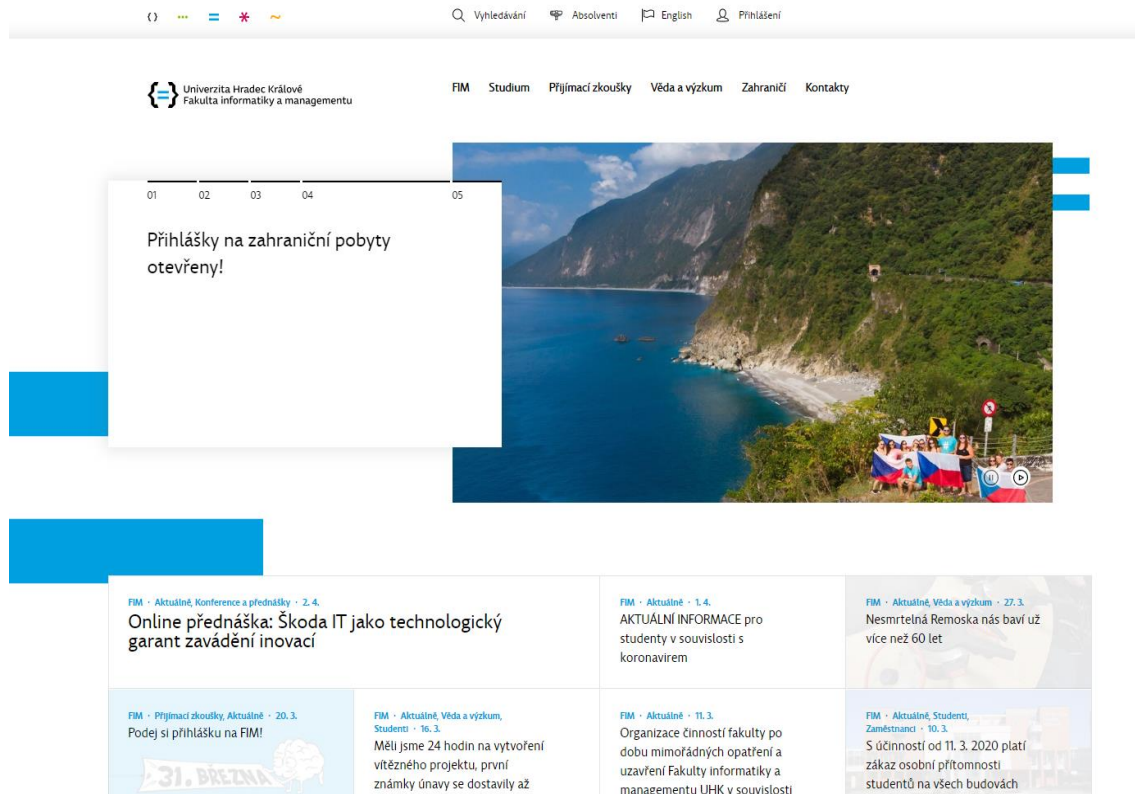 Vyhledávání Absolventi English Přihlášení
Univerzita Hradec Králové
Fakulta informatiky a managementu
FIM Studium Přijímací zkoušky Věda a výzkum Zahraničí Kontakty
01 02 03 04 05
Přihlášky na zahraniční pobyty
otevřeny!
FIM · Aktuálně, Konference a přednášky · 2. 4.
Online přednáška: Škoda IT jako technologický
garant zavádění inovací
FIM · Aktuálně · 1. 4.
AKTUÁLNÍ INFORMACE pro
studenty v souvislosti s
koronavirem
FIM · Aktuálně, Věda a výzkum · 27. 3.
Nesmrtelná Remoska nás baví už
více než 60 let
FIM · Přijímací zkoušky, Aktuálně · 20. 3.
Podej si přihlášku na FIM!
31. BŘEZNA
FIM · Aktuálně, Věda a výzkum,
Studenti · 16. 3.
Měli jsme 24 hodin na vytvoření
vítězného projektu, první
známky únavy se dostavily až
FIM · Aktuálně · 11. 3.
Organizace činností fakulty po
dobu mimořádných opatření a
uzavření Fakulty informatiky a
managementu UHK v souvislosti
FIM · Aktuálně, Studenti,
Zaměstnanci · 10. 3.
S účinností od 11. 3. 2020 platí
zákaz osobní přítomnosti
studentů na všech budovách